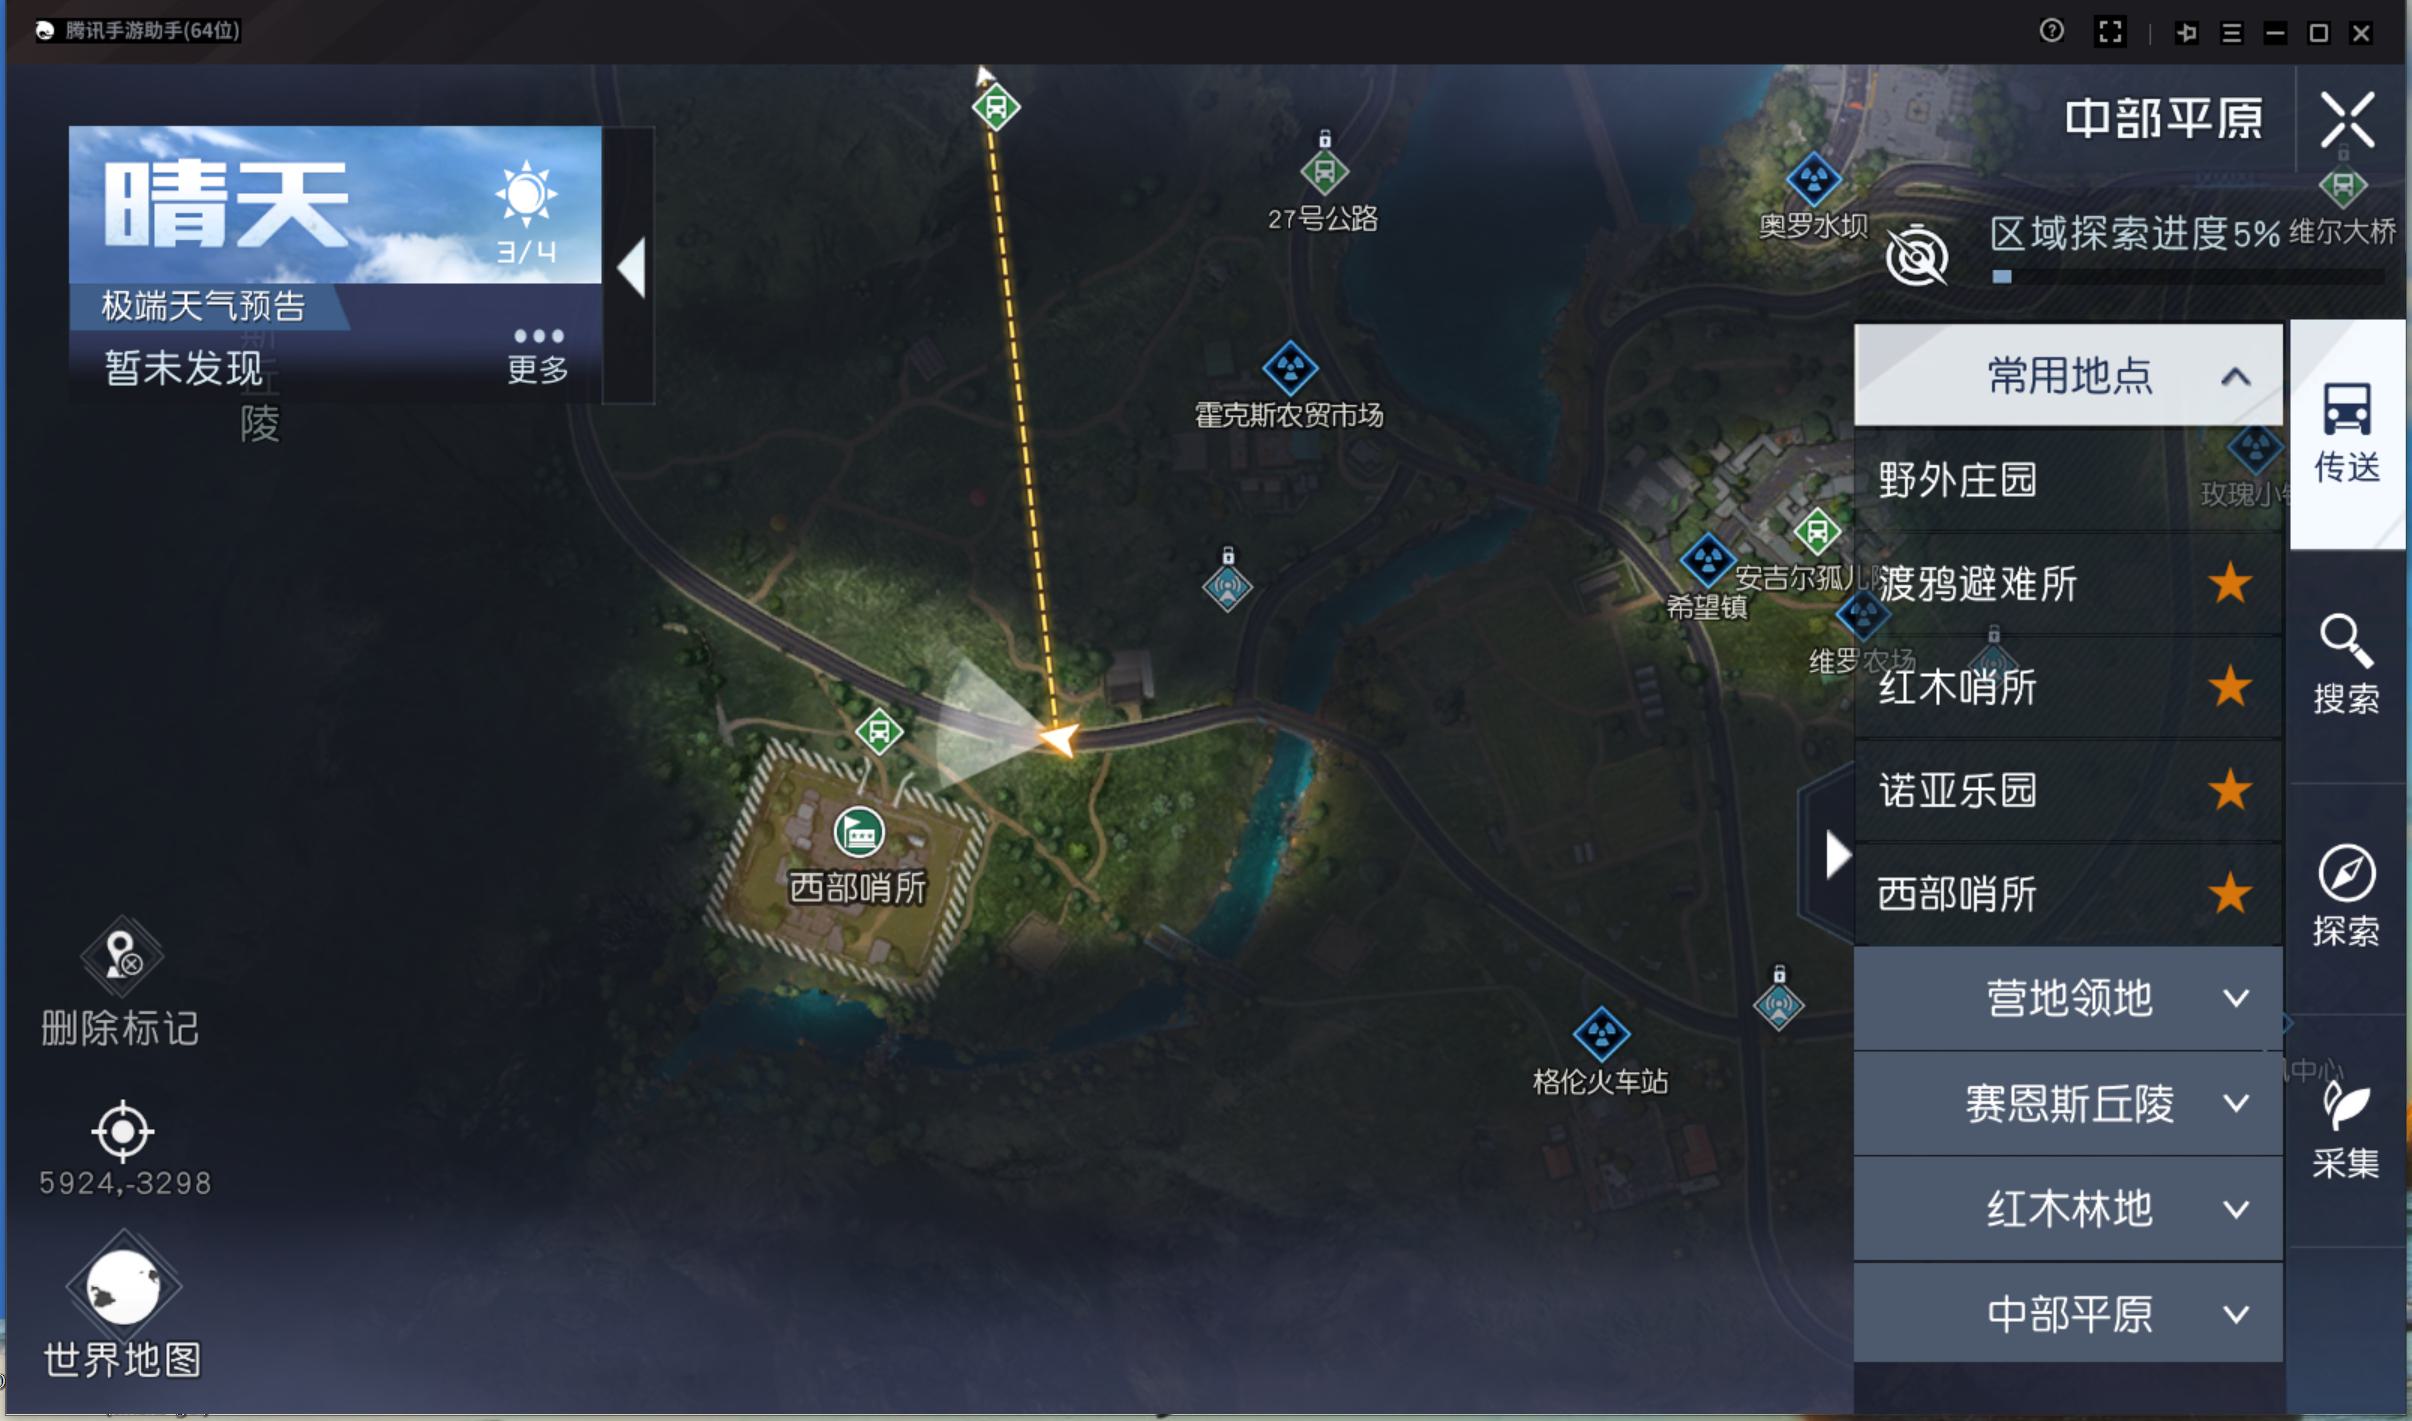 腾讯手游助手(64位)
中部平原
晴天
3/4
极端天气预告
暂未发现
更多
陵
27号公路
奥罗水坝
区域探索进度5%
维尔大桥
霍克斯农贸市场
常用地点
传送
野外庄园
玫瑰小
安吉尔孤儿
希望镇
渡鸦避难所
维罗农场
红木哨所
搜索
诺亚乐园
西部哨所
西部哨所
探索
删除标记
营地领地
格伦火车站
中心
赛恩斯丘陵
采集
5924,-3298
红木林地
中部平原
世界地图